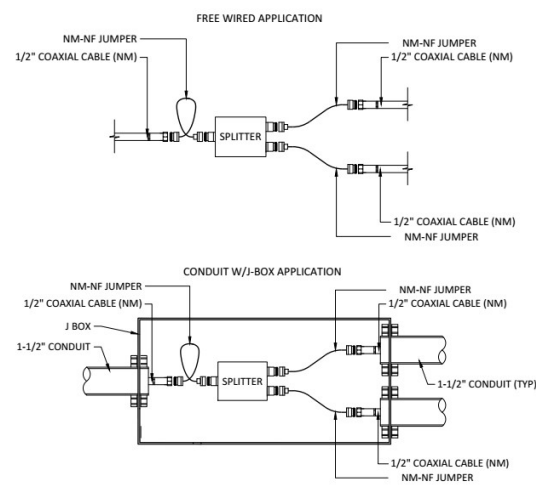 FREE WIRED APPLICATION
NM-NF JUMPER
1/2" COAXIAL CABLE (NM)
NM-NF JUMPER
1/2" COAXIAL CABLE (NM)
SPLITTER
1/2" COAXIAL CABLE (NM)
NM-NF JUMPER
CONDUIT W/J-BOX APPLICATION
NM-NF JUMPER
1/2" COAXIAL CABLE (NM)
J BOX
1-1/2" CONDUIT
NM-NF JUMPER
1/2" COAXIAL CABLE (NM)
SPLITTER
1-1/2" CONDUIT (TYP)
1/2" COAXIAL CABLE (NM)
NM-NF JUMPER